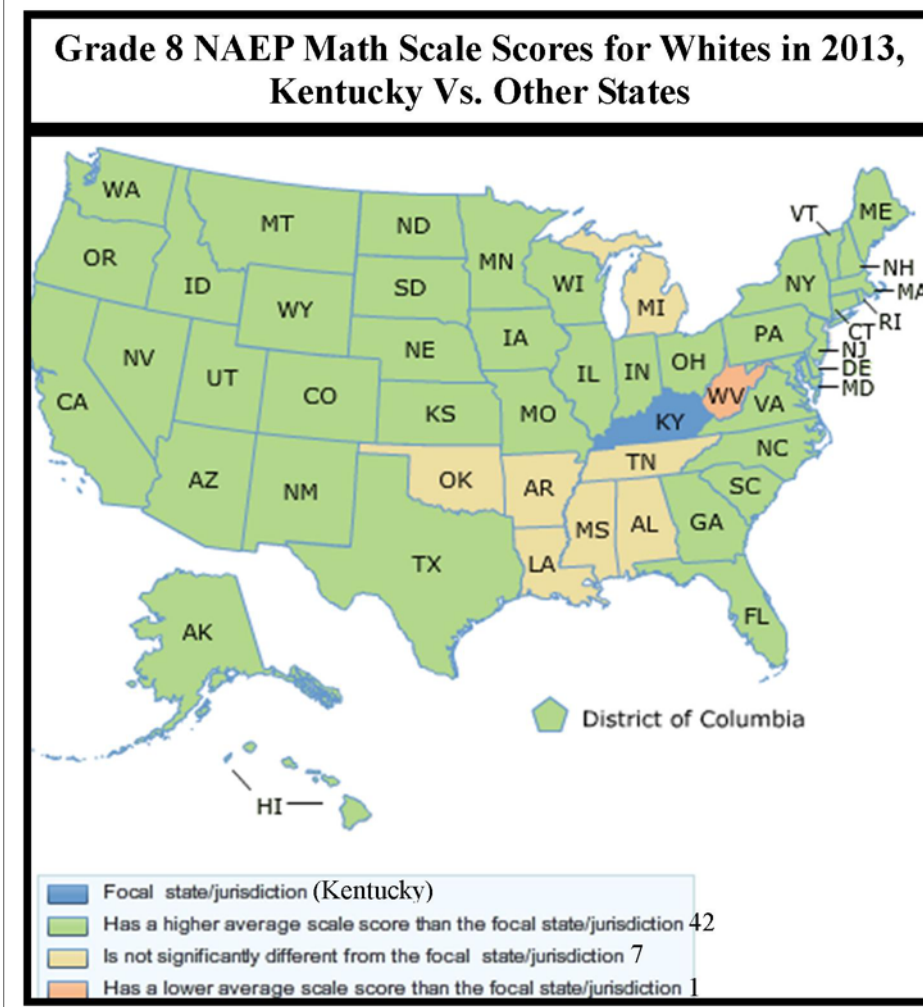 Grade 8 NAEP Math Scale Scores for Whites in 2013,
Kentucky Vs. Other States
WA
MT
ND
MN
VT
ME
OR
ID
SD
WI
NY
NH
MA
WY
MI
RI
CT
IA
PA
NJ
NV
NE
OH
DE
UT
IL
IN
MD
CA
CO
WV
VA
KS
MO
KY
NC
TN
AZ
OK
AR
SC
NM
MS
AL
GA
TX
LA
FL
AK
District of Columbia
HI
Focal state/jurisdiction (Kentucky)
Has a higher average scale score than the focal state/jurisdiction 42
Is not significantly different from the focal state/jurisdiction 7
Has a lower average scale score than the focal state/jurisdiction 1